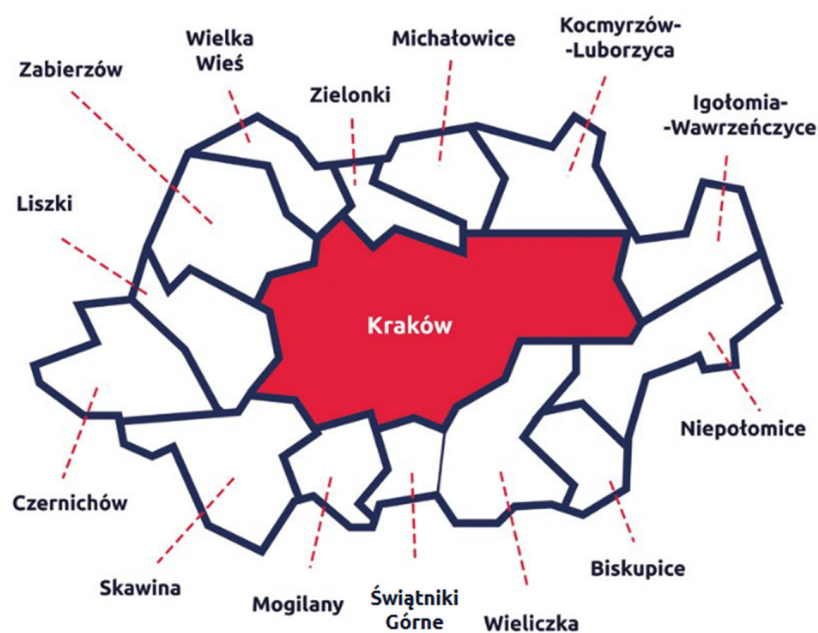 Kocmyrzów-
-Luborzyca
Wielka
Wieś
Michałowice
Zabierzów
Zielonki
Igołomia-
-Wawrzeńczyce
Liszki
Kraków
Niepołomice
Czernichów
Biskupice
Skawina
Mogilany
Świątniki
Górne
Wieliczka